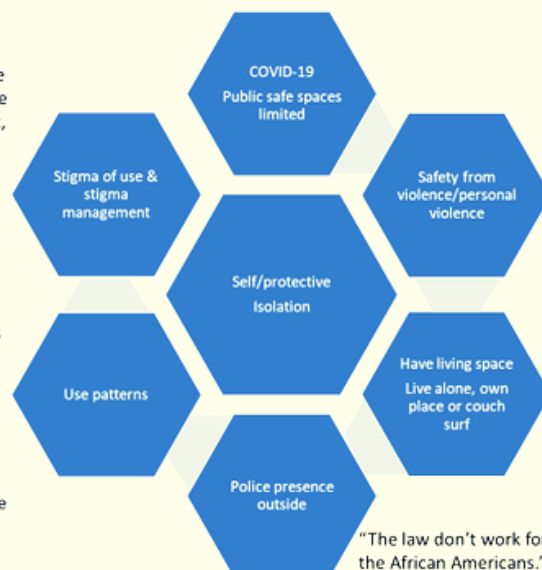 COVID-19
Public safe spaces
limited
Stigma of use &
stigma
management
Safety from
violence/personal
violence
Self/protective
Isolation
Use patterns
Have living space
Live alone, own
place or couch
surf
Police presence
outside
“The law don’t work for
the African Americans.”